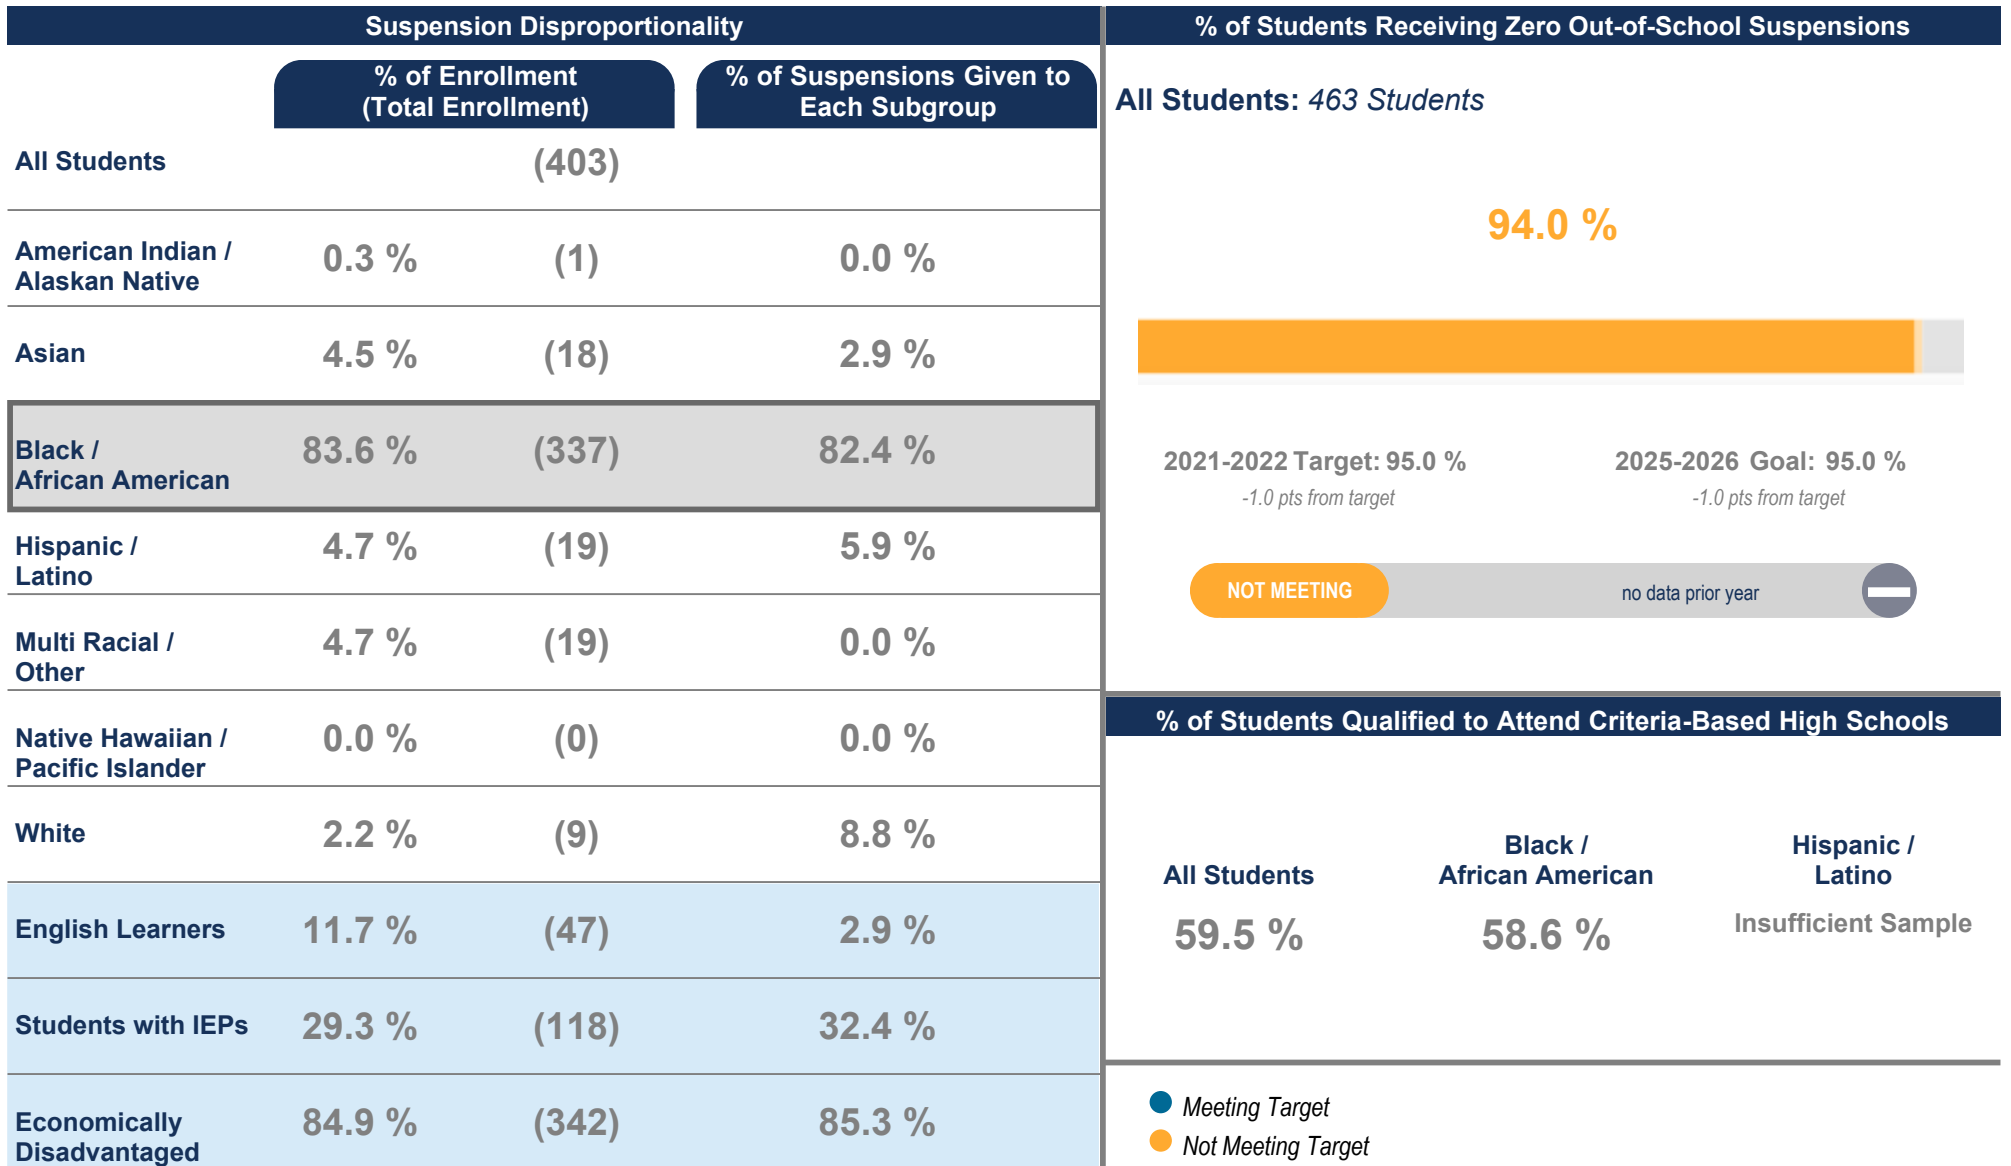 Suspension Disproportionality
% of Enrollment
(Total Enrollment)
% of Suspensions Given to
Each Subgroup
All Students (403)
American Indian /
Alaskan Native
0.3 % (1) 0.0 %
Asian 4.5 % (18) 2.9 %
Black /
African American
83.6 % (337) 82.4 %
Hispanic /
Latino
4.7 % (19) 5.9 %
Multi Racial /
Other
4.7 % (19) 0.0 %
Native Hawaiian /
Pacific Islander
0.0 % (0) 0.0 %
White 2.2 % (9) 8.8 %
English Learners 11.7 % (47) 2.9 %
Students with IEPs 29.3 % (118) 32.4 %
Economically
Disadvantaged
84.9 % (342) 85.3 %
% of Students Receiving Zero Out-of-School Suspensions
All Students: 463 Students
94.0 %
2021-2022 Target: 95.0 %
-1.0 pts from target
2025-2026 Goal: 95.0 %
-1.0 pts from target
NOT MEETING
no data prior year
% of Students Qualified to Attend Criteria-Based High Schools
All Students
59.5 %
Black /
African American
58.6 %
Hispanic /
Latino
Insufficient Sample
Meeting Target
Not Meeting Target